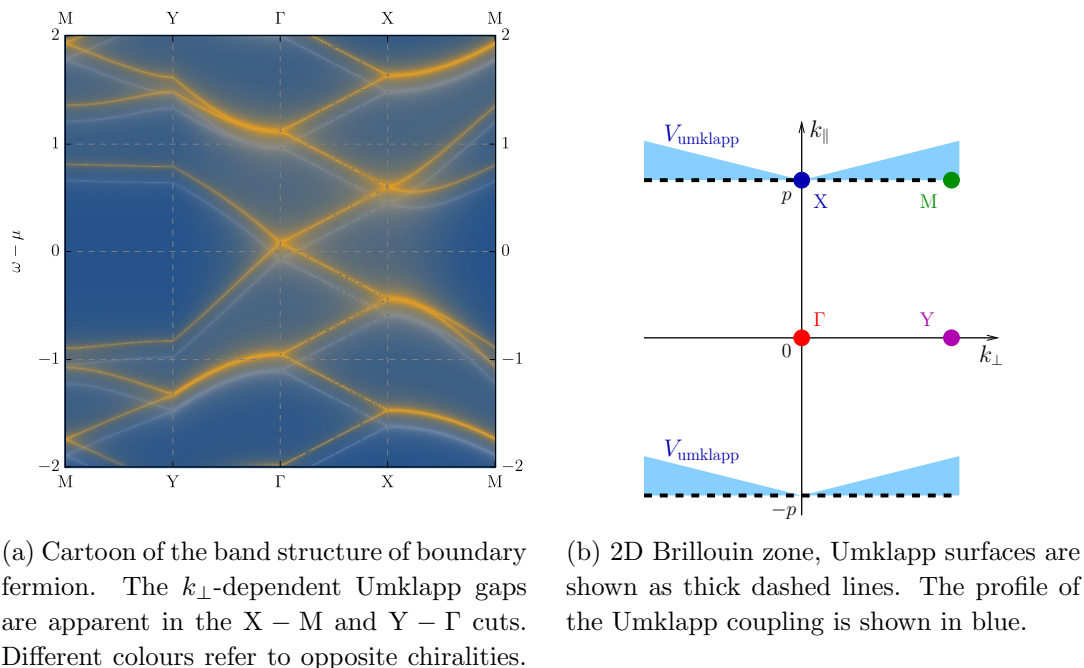 M Y Γ X M
2 2
1 1
0 0
−1 −1
−2 −2
ω − μ
M Y Γ X M
V_umklapp
k_∥
p
X
M
Γ
Y
0
k_⊥
V_umklapp
−p
(a) Cartoon of the band structure of boundary
fermion. The k_⊥-dependent Umklapp gaps
are apparent in the X − M and Y − Γ cuts.
Different colours refer to opposite chiralities.
(b) 2D Brillouin zone, Umklapp surfaces are
shown as thick dashed lines. The profile of
the Umklapp coupling is shown in blue.